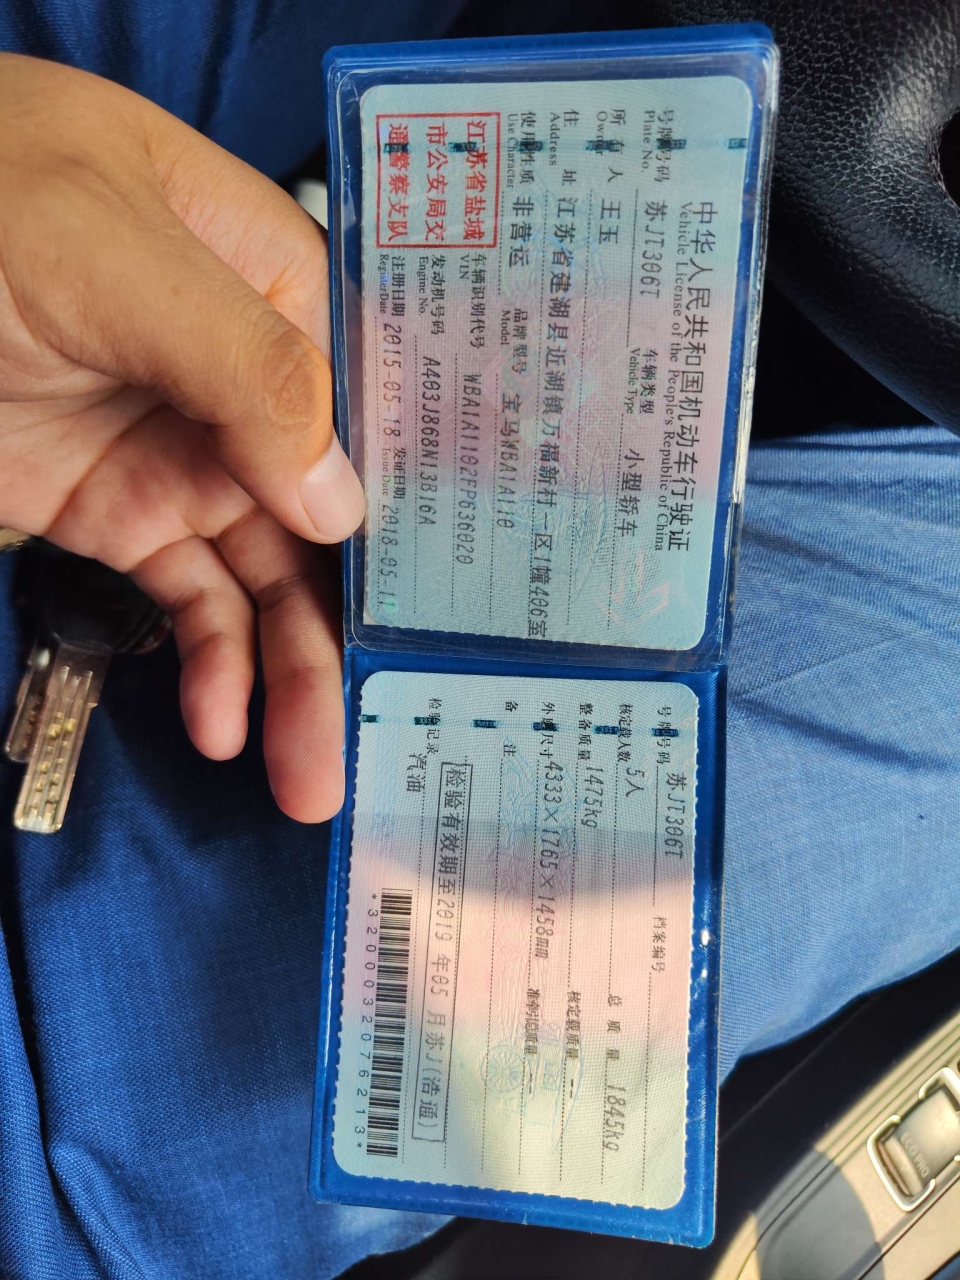 中华人民共和国机动车行驶证
Vehicle License of the People's Republic of China
号牌号码 苏JT306T 车辆类型 小型轿车
Plate No. Vehicle Type
所有人 王玉
Owner
住址 江苏省建湖县近湖镇万福新村一区1幢406室
Address
使用性质 非营运 品牌型号 宝马WBA1A110
Use Character Model
江苏省盐城
市公安局交
通警察支队
车辆识别代号 WBA1A1102FP636020
VIN
发动机号码 A403J868N13B16A
Engine No.
注册日期 2015-05-18 发证日期 2018-05-1
Register Date Issue Date
号牌号码 苏JT306T 档案编号
核定载人数 5人 总质量 1845kg
整备质量 1475kg 核定载质量 --
外廓尺寸 4333×1765×1458mm 准牵引总质量 --
备注
检验有效期至2019年05月苏J(浩通)
检验记录 汽油
*3200032076213*
ECO PRO